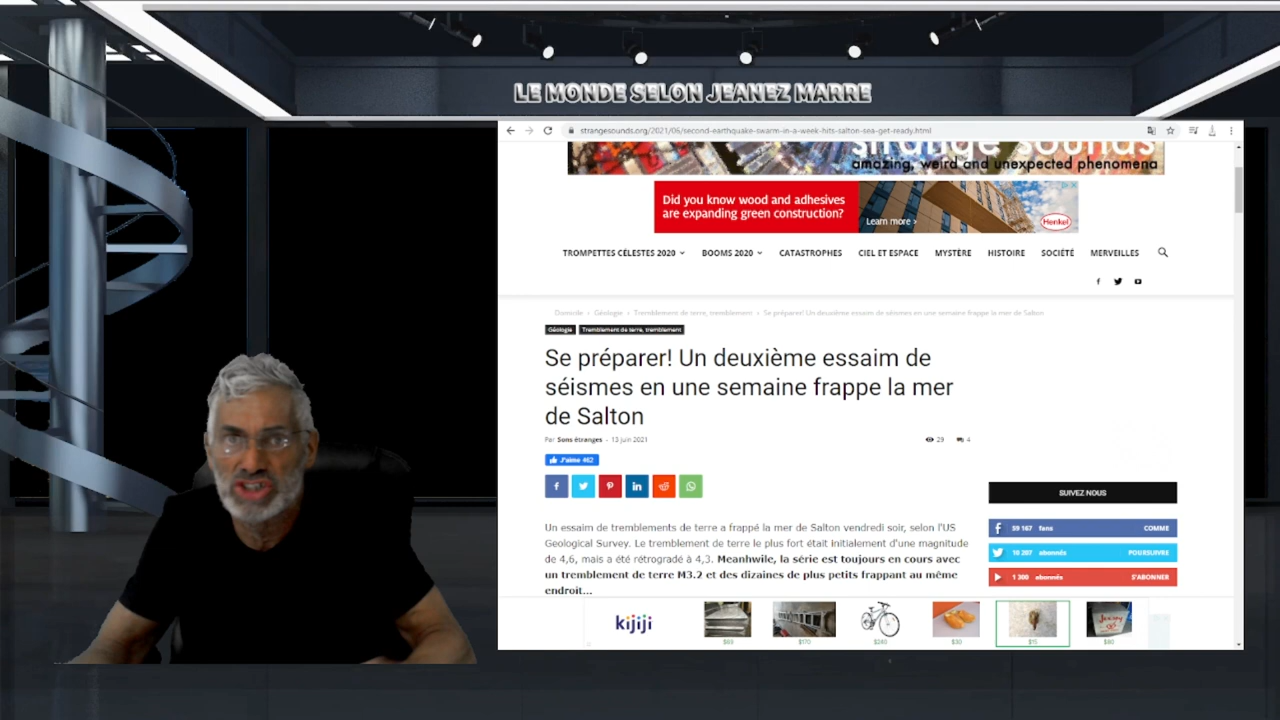 LE MONDE SELON JEANEZ MARRE
strangesounds.org/2021/06/second-earthquake-swarm-in-a-week-hits-salton-sea-get-ready.html
strange sounds
amazing, weird and unexpected phenomena
Did you know wood and adhesives
are expanding green construction?
Learn more >
Henkel
TROMPETTES CÉLESTES 2020 BOOMS 2020 CATASTROPHES CIEL ET ESPACE MYSTÈRE HISTOIRE SOCIÉTÉ MERVEILLES
Domicile › Géologie › Tremblement de terre, tremblement › Se préparer! Un deuxième essaim de séismes en une semaine frappe la mer de Salton
Géologie Tremblement de terre, tremblement
Se préparer! Un deuxième essaim de
séismes en une semaine frappe la mer
de Salton
Par Sons étranges - 13 juin 2021 29 4
J'aime 462
SUIVEZ NOUS
Un essaim de tremblements de terre a frappé la mer de Salton vendredi soir, selon l'US
Geological Survey. Le tremblement de terre le plus fort était initialement d'une magnitude
de 4,6, mais a été rétrogradé à 4,3. Meanhwile, la série est toujours en cours avec
un tremblement de terre M3.2 et des dizaines de plus petits frappant au même
endroit...
59 167 fans COMME
10 207 abonnés POURSUIVRE
1 300 abonnés S'ABONNER
kijiji
$170 $240 $30 $15 $80